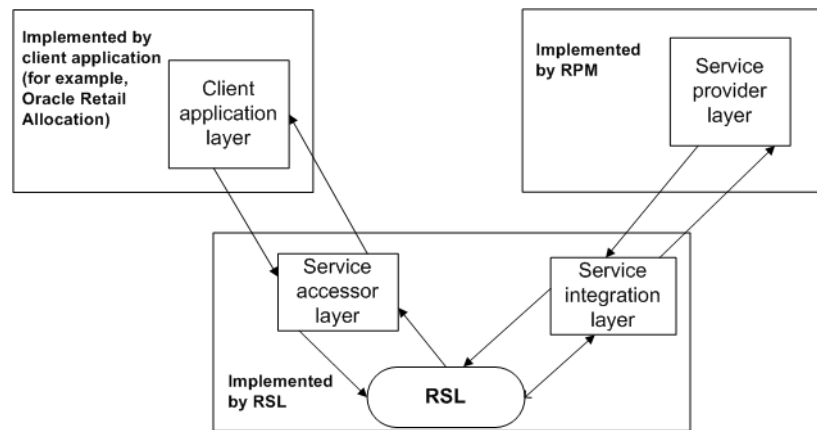 Implemented by
client application
(for example,
Oracle Retail
Allocation)
Client
application
layer
Implemented
by RPM
Service
provider
layer
Service
accessor
layer
Service
integration
layer
Implemented
by RSL
RSL